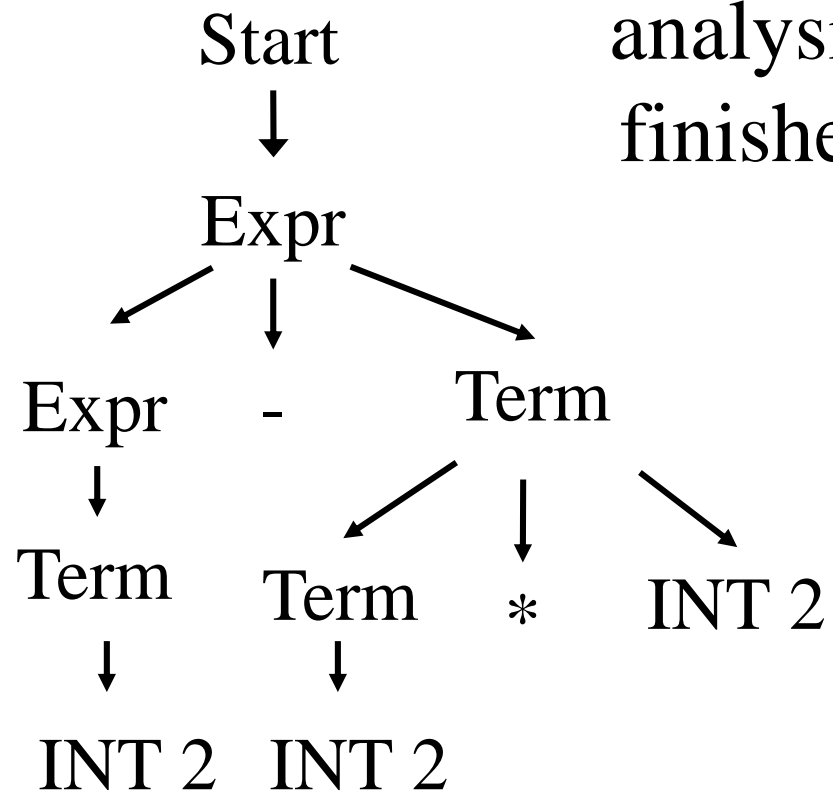 Start
analysi
finishe
Expr
Expr - Term
Term Term * INT 2
INT 2 INT 2